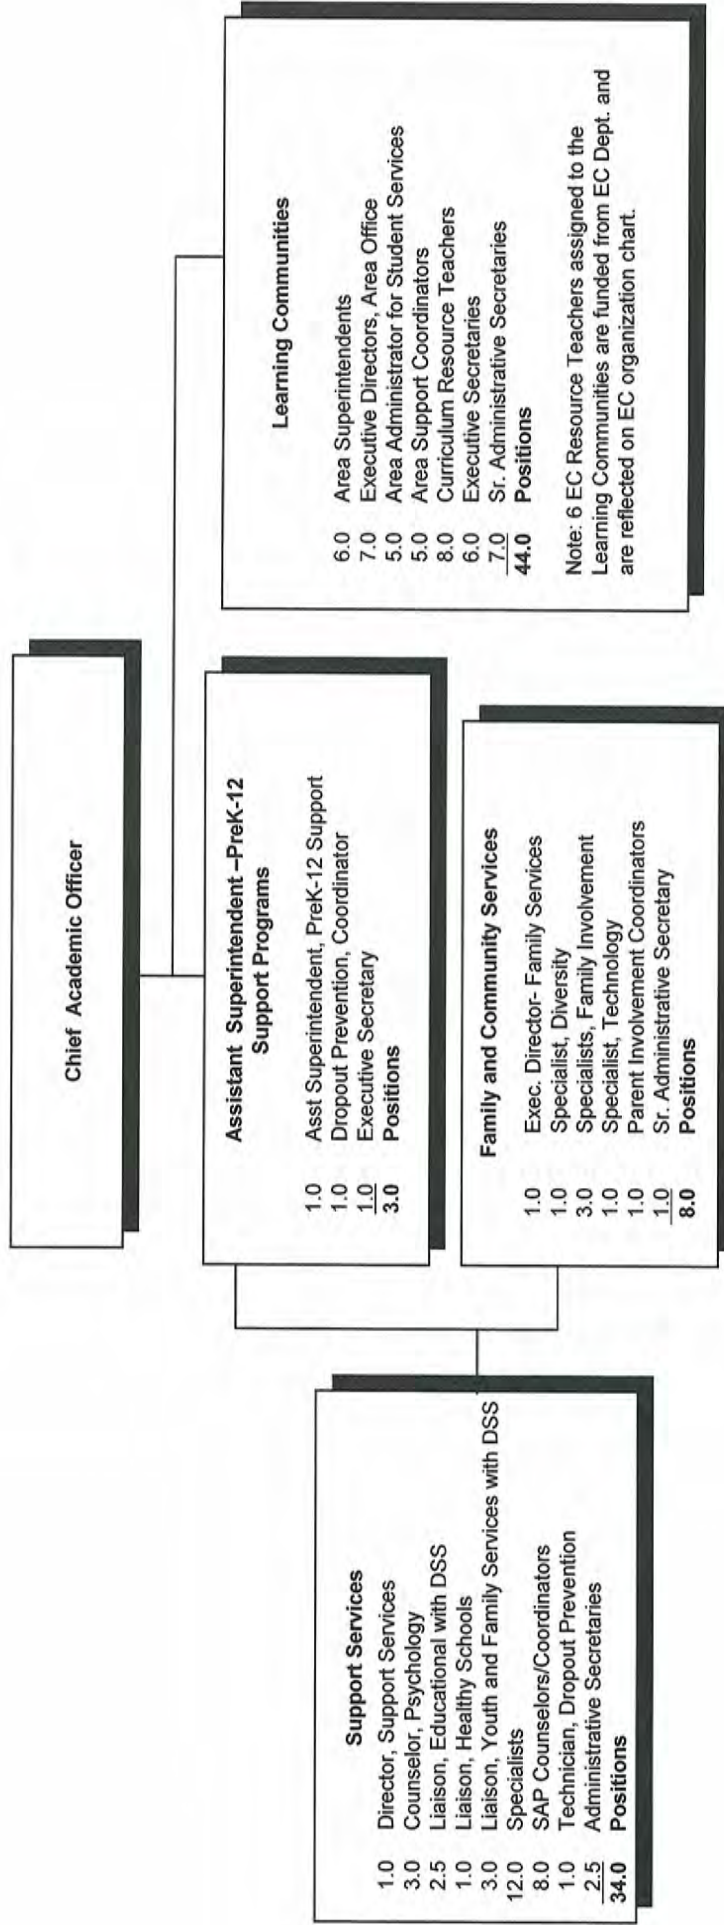 Chief Academic Officer
Assistant Superintendent –PreK-12
Support Programs
1.0 Asst Superintendent, PreK-12 Support
1.0 Dropout Prevention, Coordinator
1.0 Executive Secretary
3.0 Positions
Learning Communities
6.0 Area Superintendents
7.0 Executive Directors, Area Office
5.0 Area Administrator for Student Services
5.0 Area Support Coordinators
8.0 Curriculum Resource Teachers
6.0 Executive Secretaries
7.0 Sr. Administrative Secretaries
44.0 Positions
Note: 6 EC Resource Teachers assigned to the
Learning Communities are funded from EC Dept. and
are reflected on EC organization chart.
Support Services
1.0 Director, Support Services
3.0 Counselor, Psychology
2.5 Liaison, Educational with DSS
1.0 Liaison, Healthy Schools
3.0 Liaison, Youth and Family Services with DSS
12.0 Specialists
8.0 SAP Counselors/Coordinators
1.0 Technician, Dropout Prevention
2.5 Administrative Secretaries
34.0 Positions
Family and Community Services
1.0 Exec. Director- Family Services
1.0 Specialist, Diversity
3.0 Specialists, Family Involvement
1.0 Specialist, Technology
1.0 Parent Involvement Coordinators
1.0 Sr. Administrative Secretary
8.0 Positions